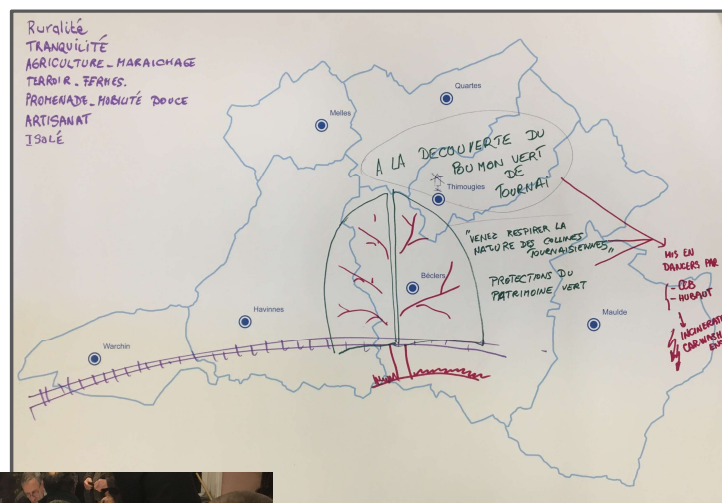 Ruralité
TRANQUILITÉ
AGRICULTURE - MARAICHAGE
TERROIR - FERMES.
PROMENADE - MOBILITÉ DOUCE
ARTISANAT
ISOLÉ
Quartes
Melles
A LA DECOUVERTE DU
POUMON VERT
DE
TOURNAI
Thimougies
"VENEZ RESPIRER LA
NATURE DES COLLINES
TOURNAISIENNES"
PROTECTIONS DU
PATRIMOINE VERT
MIS EN
DANGERS PAR
- CCB
- HUBAUT
Béclers
Havinnes
Maulde
Warchin
CARWASH